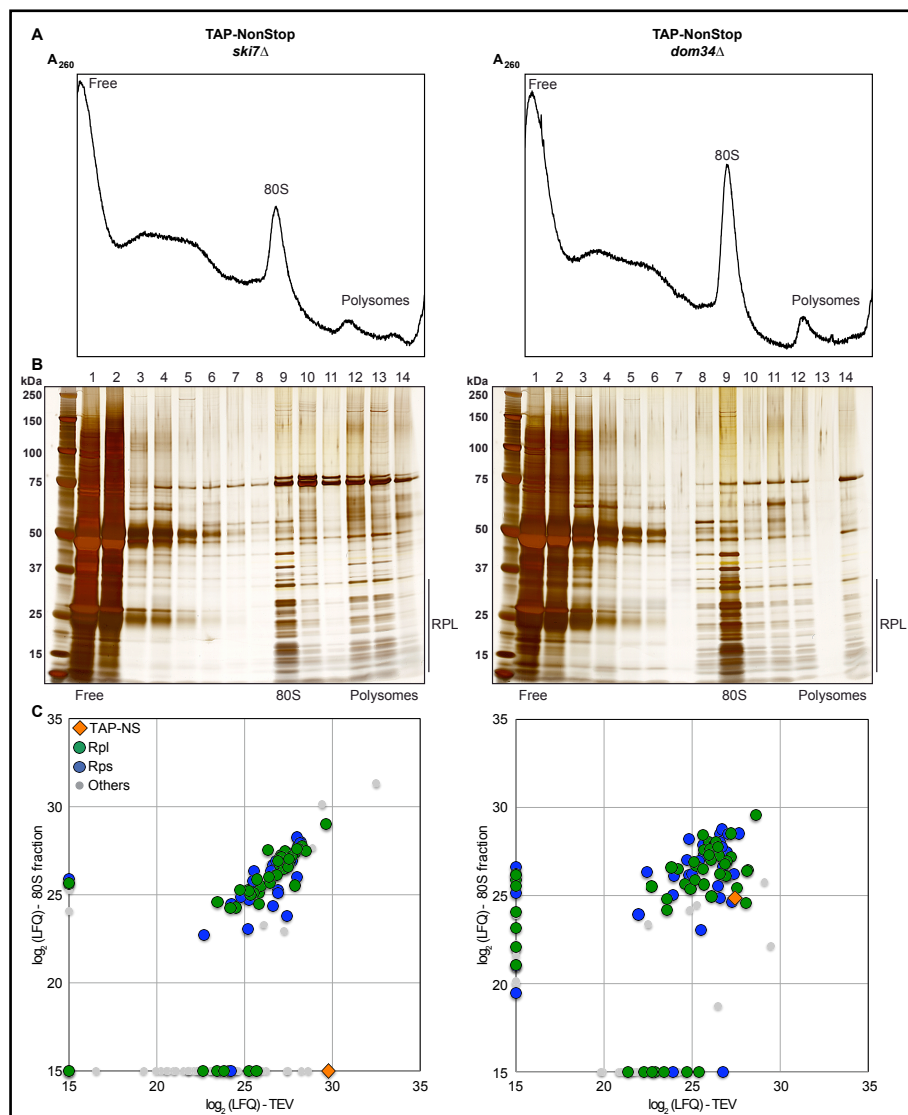 A
TAP-NonStop
ski7Δ
TAP-NonStop
dom34Δ
A260
Free
80S
Polysomes
A260
Free
80S
Polysomes
B
kDa 1 2 3 4 5 6 7 8 9 10 11 12 13 14
250
150
100
75
50
37
25
15
RPL
Free 80S Polysomes
kDa 1 2 3 4 5 6 7 8 9 10 11 12 13 14
250
150
100
75
50
37
25
15
RPL
Free 80S Polysomes
C
35
30
25
20
15
TAP-NS
Rpl
Rps
Others
log2 (LFQ) - 80S fraction
15 20 25 30 35
log2 (LFQ) - TEV
35
30
25
20
15
log2 (LFQ) - 80S fraction
15 20 25 30 35
log2 (LFQ) - TEV